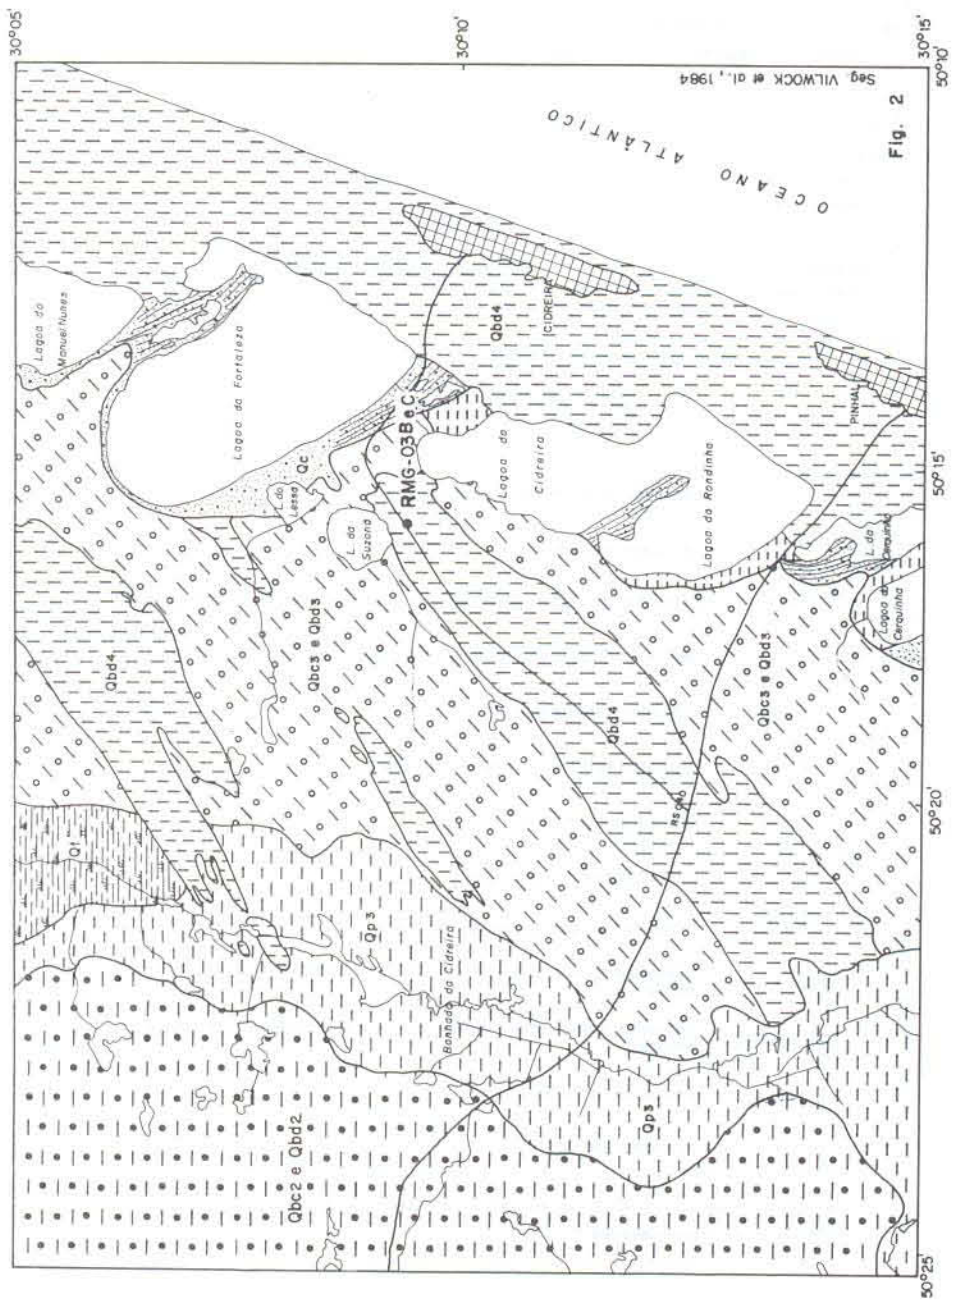 30°05'
30°10'
30°15'
50°10'
Seg. VILWOCK et al., 1984
Fig. 2
OCEANO ATLÂNTICO
Lagoa do
Manuel Nunes
Lagoa da Fortaleza
Qbd4
CIDREIRA
Qc
L. do
Lessa
RMG-03B e C
Lagoa da
Cidreira
PINHAL
50°15'
L. da
Suzana
Lagoa da Rondinha
L. da
Cerquinha
Lagoa da
Cerquinha
Qbd4
Qbc3 e Qbd3
Qbd4
Qbc3 e Qbd3
RS-040
50°20'
Qf
Qp3
Banhado da Cidreira
Qp3
Qbc2 e Qbd2
50°25'